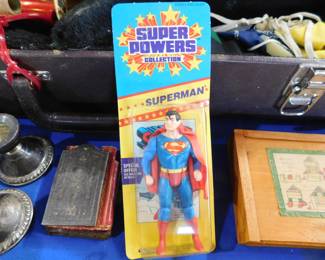 SUPER
POWERS
COLLECTION
SUPERMAN
SPECIAL
OFFER